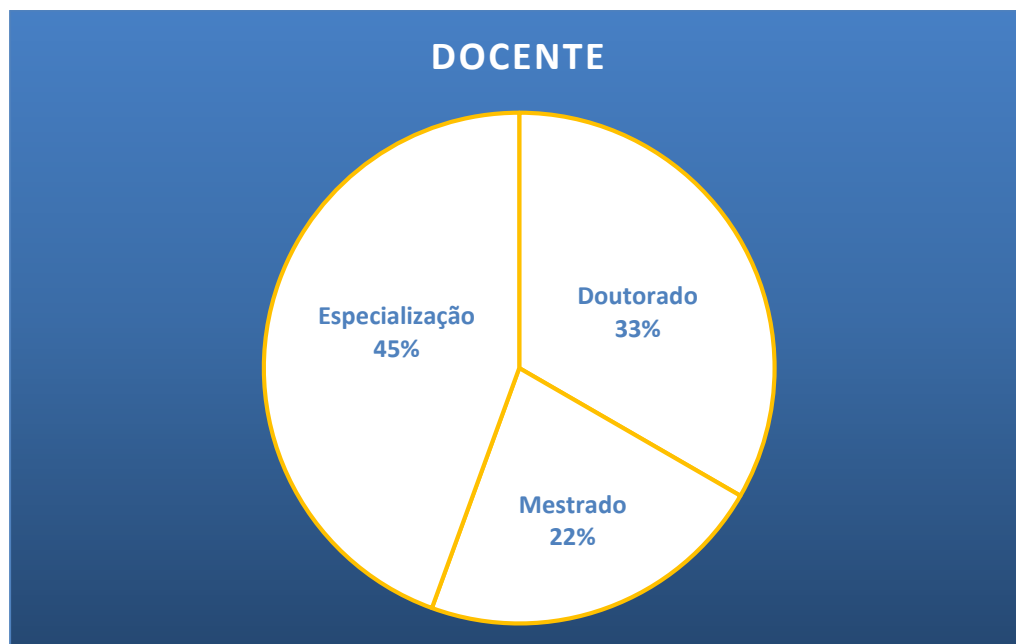 DOCENTE
Doutorado
33%
Especialização
45%
Mestrado
22%